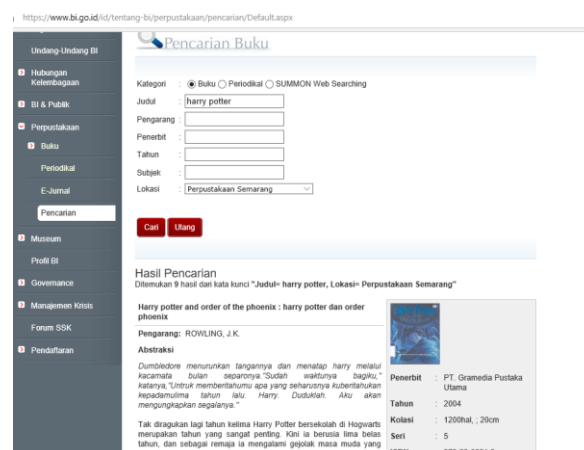 https://www.bi.go.id/id/tentang-bi/perpustakaan/pencarian/Default.aspx
Undang-Undang BI
Hubungan
Kelembagaan
BI & Publik
Perpustakaan
Buku
Periodikal
E-Jurnal
Pencarian
Museum
Profil BI
Governance
Manajemen Krisis
Forum SSK
Pendaftaran
Pencarian Buku
Kategori : Buku Periodikal SUMMON Web Searching
Judul : harry potter
Pengarang :
Penerbit :
Tahun :
Subjek :
Lokasi : Perpustakaan Semarang
Cari Ulang
Hasil Pencarian
Ditemukan 9 hasil dari kata kunci "Judul= harry potter, Lokasi= Perpustakaan Semarang"
Harry potter and order of the phoenix : harry potter dan order
phoenix
Pengarang: ROWLING, J.K.
Abstraksi
Dumbledore menurunkan tangannya dan menatap harry melalui
kacamata bulan separonya."Sudah waktunya bagiku,"
katanya,"Untruk memberitahumu apa yang seharusnya kuberitahukan
kepadamulima tahun lalu. Harry. Duduklah. Aku akan
mengungkapkan segalanya."
Tak diragukan lagi tahun kelima Harry Potter bersekolah di Hogwarts
merupakan tahun yang sangat penting. Kini ia berusia lima belas
tahun, dan sebagai remaja ia mengalami gejolak masa muda yang
Penerbit : PT. Gramedia Pustaka
Utama
Tahun : 2004
Kolasi : 1200hal, ; 20cm
Seri : 5